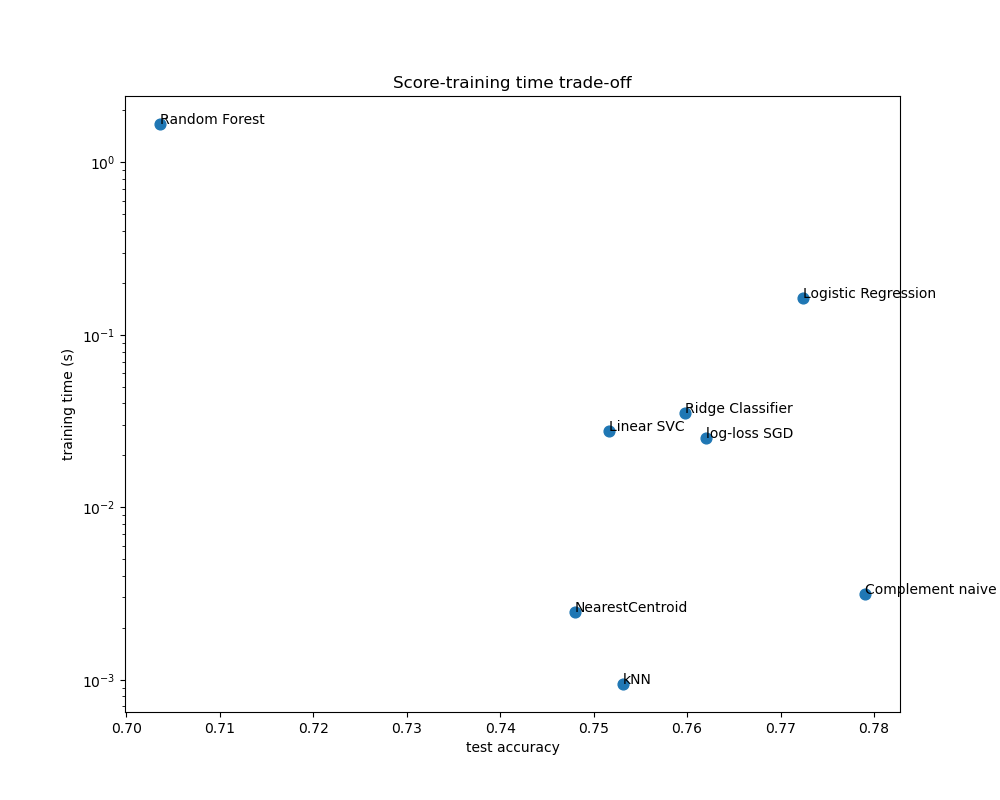 Score-training time trade-off
Random Forest
Logistic Regression
Ridge Classifier
Linear SVC
log-loss SGD
Complement naive
NearestCentroid
kNN
10⁰
10⁻¹
10⁻²
10⁻³
training time (s)
0.70 0.71 0.72 0.73 0.74 0.75 0.76 0.77 0.78
test accuracy